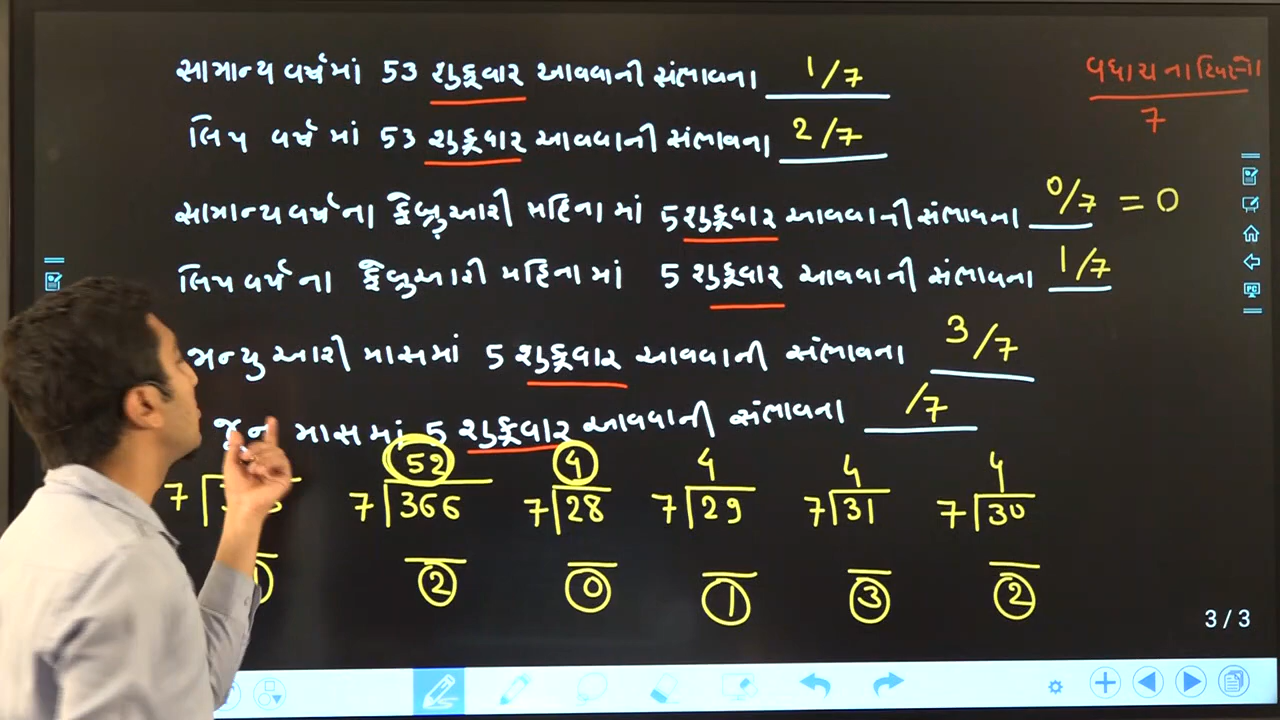 સામાન્ય વર્ષમાં 53 શુક્રવાર આવવાની સંભાવના 1/7
લિપ વર્ષ માં 53 શુક્રવાર આવવાની સંભાવના 2/7
સામાન્ય વર્ષના ફેબ્રુઆરી મહિના માં 5 શુક્રવાર આવવાની સંભાવના 0/7 = 0
લિપ વર્ષ ના ફેબ્રુઆરી મહિના માં 5 શુક્રવાર આવવાની સંભાવના 1/7
જાન્યુઆરી માસમાં 5 શુક્રવાર આવવાની સંભાવના 3/7
જૂન માસમાં 5 શુક્રવાર આવવાની સંભાવના /7
વધારાના દિવસો
7
52 4 4 4 4
7 7 366 7 28 7 29 7 31 7 30
2 0 1 3 2
3 / 3
PC